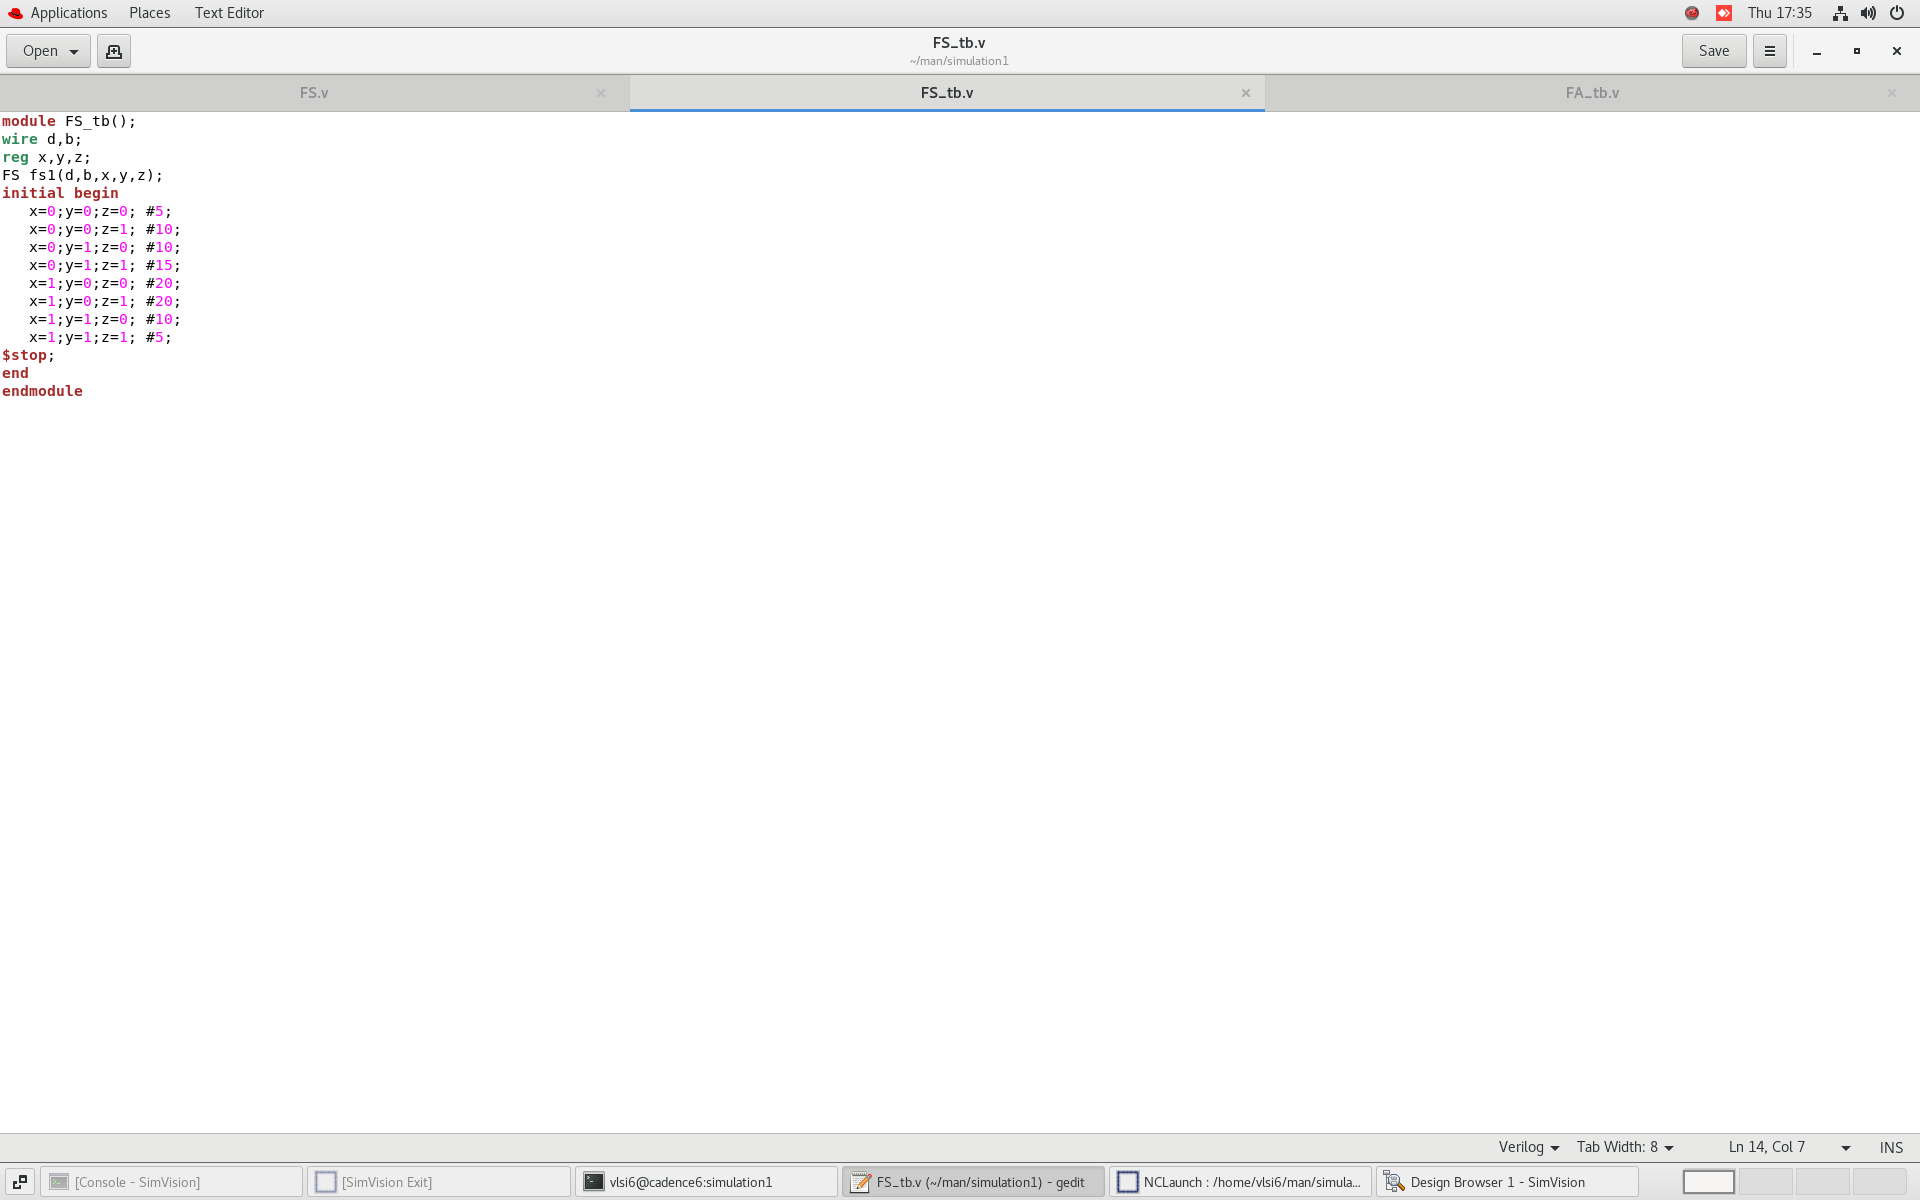 Applications Places Text Editor Thu 17:35
Open FS_tb.v Save
~/man/simulation1
FS.v FS_tb.v FA_tb.v
module FS_tb();
wire d,b;
reg x,y,z;
FS fs1(d,b,x,y,z);
initial begin
   x=0;y=0;z=0; #5;
   x=0;y=0;z=1; #10;
   x=0;y=1;z=0; #10;
   x=0;y=1;z=1; #15;
   x=1;y=0;z=0; #20;
   x=1;y=0;z=1; #20;
   x=1;y=1;z=0; #10;
   x=1;y=1;z=1; #5;
$stop;
end
endmodule
Verilog Tab Width: 8 Ln 14, Col 7 INS
[Console - SimVision] [SimVision Exit] vlsi6@cadence6:simulation1 FS_tb.v (~/man/simulation1) - gedit NCLaunch : /home/vlsi6/man/simula... Design Browser 1 - SimVision